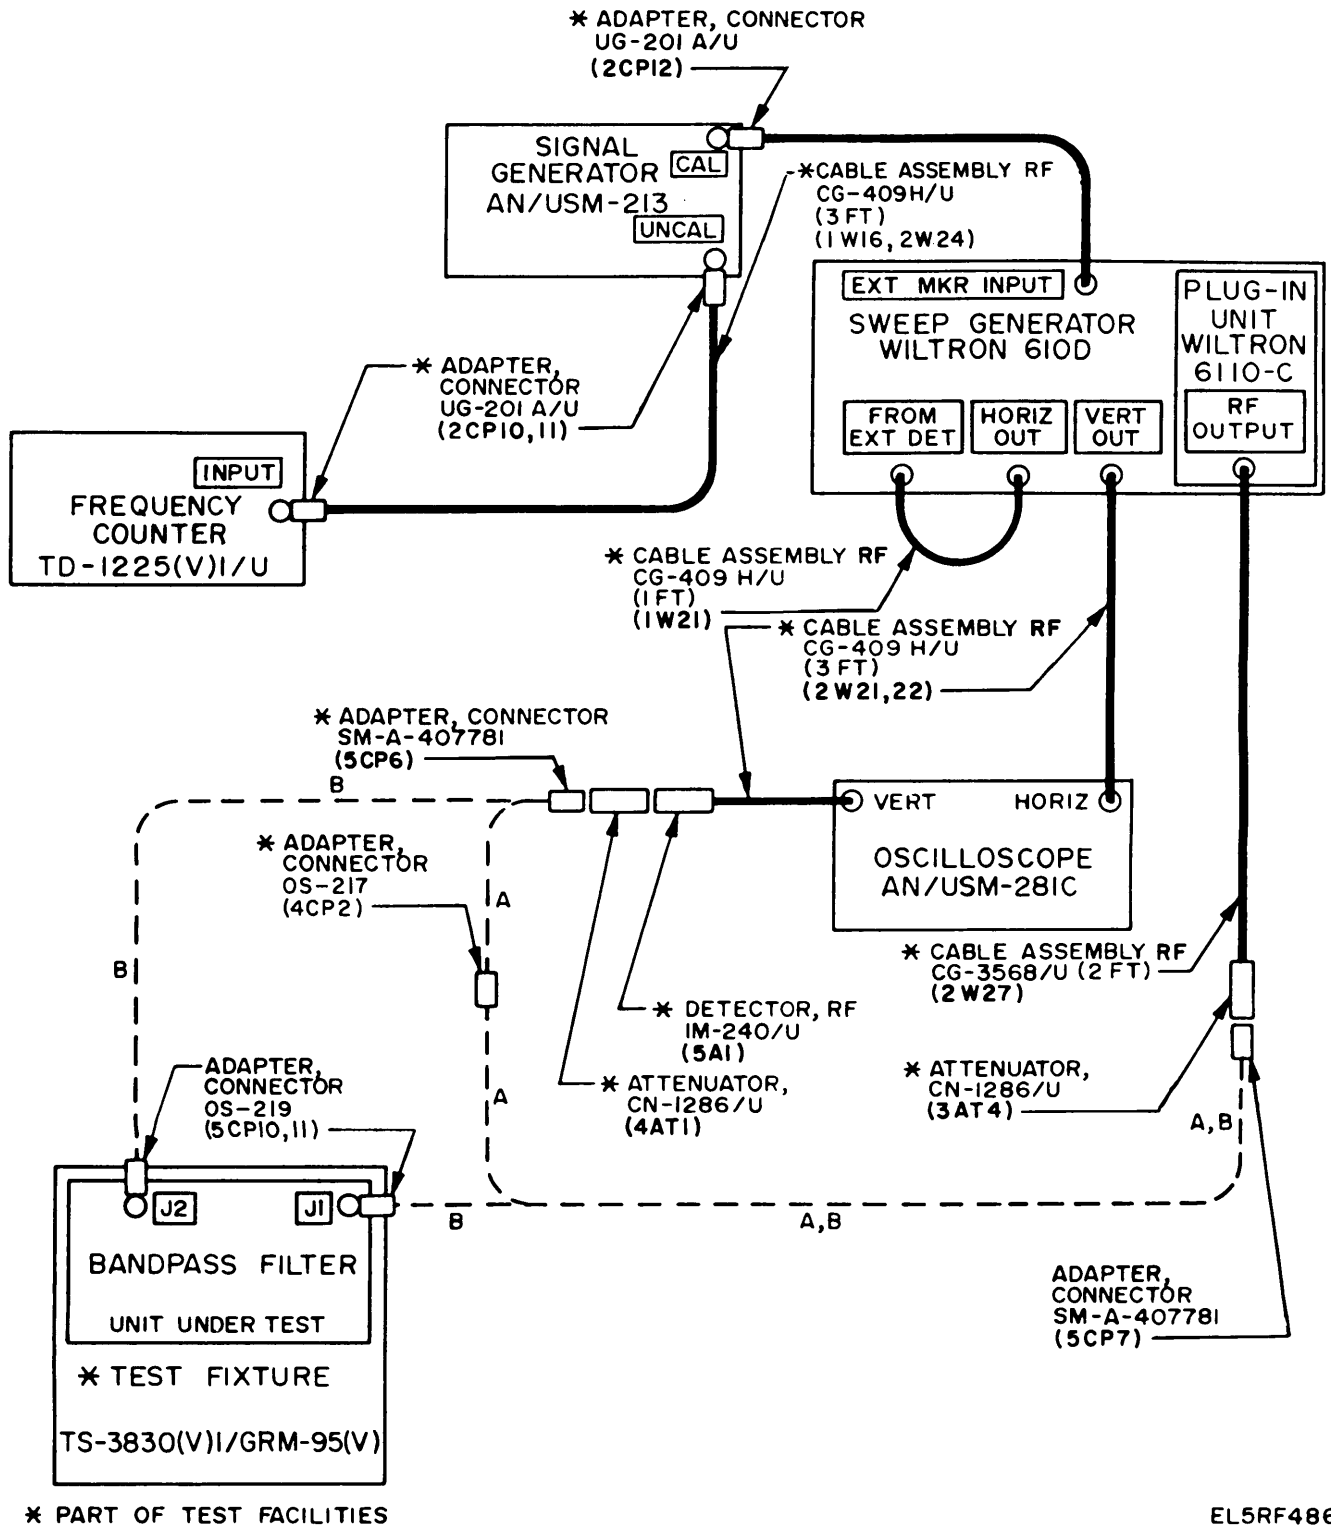 * ADAPTER, CONNECTOR
UG-201 A/U
(2CP12)
SIGNAL
GENERATOR
AN/USM-213
CAL
UNCAL
* CABLE ASSEMBLY RF
CG-409H/U
(3 FT)
(1W16, 2W24)
EXT MKR INPUT
SWEEP GENERATOR
WILTRON 610D
PLUG-IN
UNIT
WILTRON
6110-C
RF
OUTPUT
FROM
EXT DET
HORIZ
OUT
VERT
OUT
* ADAPTER,
CONNECTOR
UG-201 A/U
(2CP10, 11)
INPUT
FREQUENCY
COUNTER
TD-1225(V)1/U
* CABLE ASSEMBLY RF
CG-409 H/U
(1 FT)
(1W21)
* CABLE ASSEMBLY RF
CG-409 H/U
(3 FT)
(2W21,22)
* ADAPTER, CONNECTOR
SM-A-407781
(5CP6)
B
VERT
HORIZ
OSCILLOSCOPE
AN/USM-281C
* ADAPTER,
CONNECTOR
OS-217
(4CP2)
A
B
* CABLE ASSEMBLY RF
CG-3568/U (2 FT)
(2W27)
* DETECTOR, RF
IM-240/U
(5A1)
* ATTENUATOR,
CN-1286/U
(4AT1)
A
* ATTENUATOR,
CN-1286/U
(3AT4)
A,B
ADAPTER,
CONNECTOR
OS-219
(5CP10,11)
J2
J1
B
A,B
BANDPASS FILTER
UNIT UNDER TEST
ADAPTER,
CONNECTOR
SM-A-407781
(5CP7)
* TEST FIXTURE
TS-3830(V)1/GRM-95(V)
* PART OF TEST FACILITIES
EL5RF486